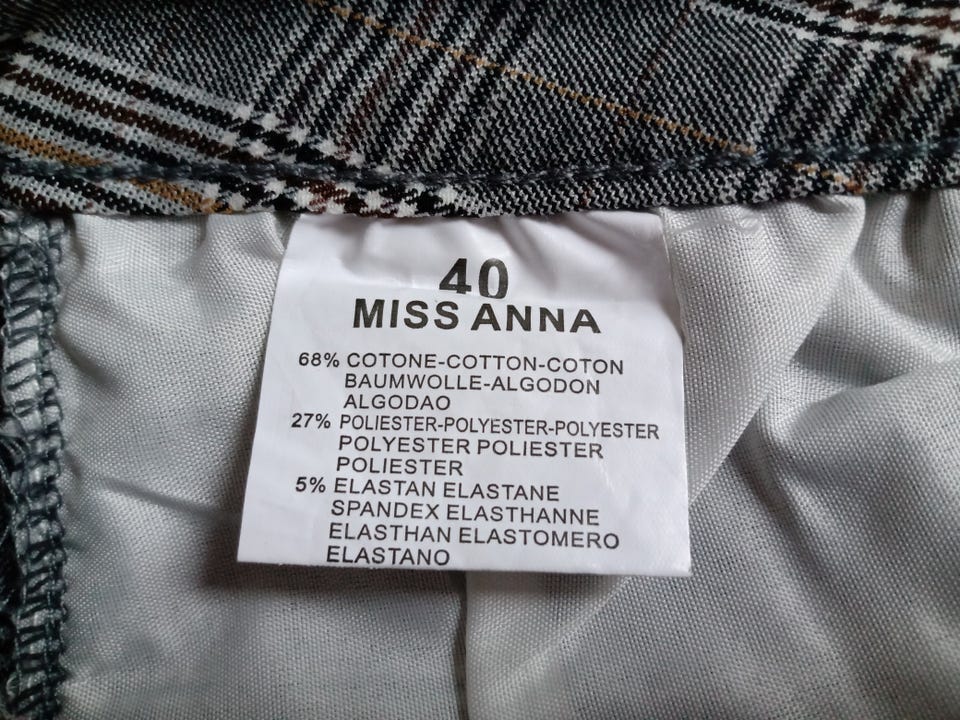 40
MISS ANNA
68% COTONE-COTTON-COTON
BAUMWOLLE-ALGODON
ALGODAO
27% POLIESTER-POLYESTER-POLYESTER
POLYESTER POLIESTER
POLIESTER
5% ELASTAN ELASTANE
SPANDEX ELASTHANNE
ELASTHAN ELASTOMERO
ELASTANO